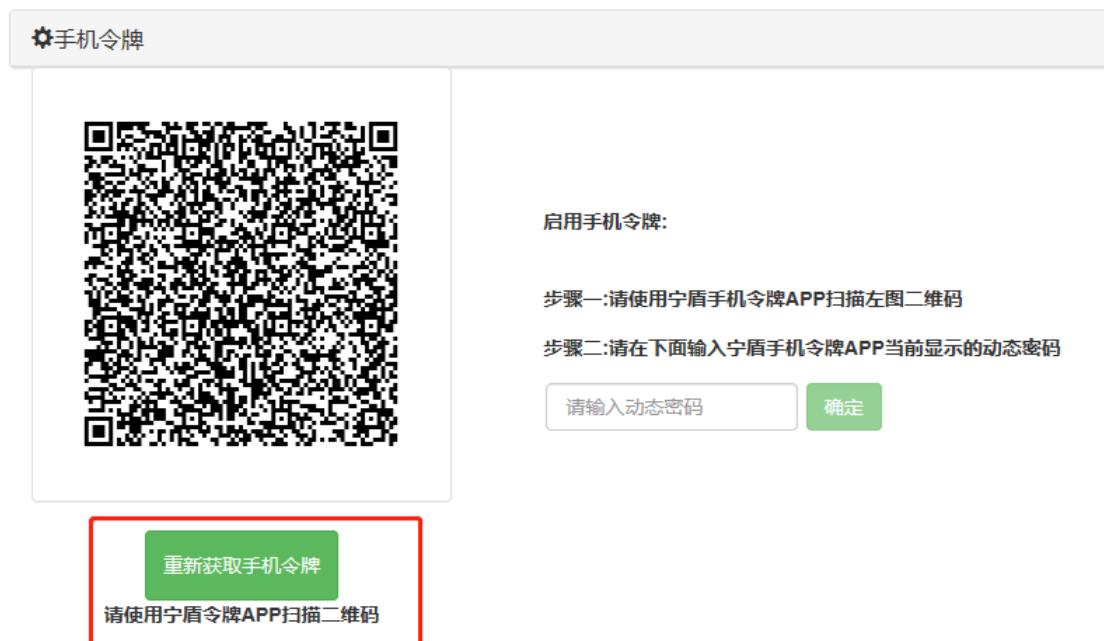 手机令牌
启用手机令牌:
步骤一:请使用宁盾手机令牌APP扫描左图二维码
步骤二:请在下面输入宁盾手机令牌APP当前显示的动态密码
请输入动态密码
确定
重新获取手机令牌
请使用宁盾令牌APP扫描二维码